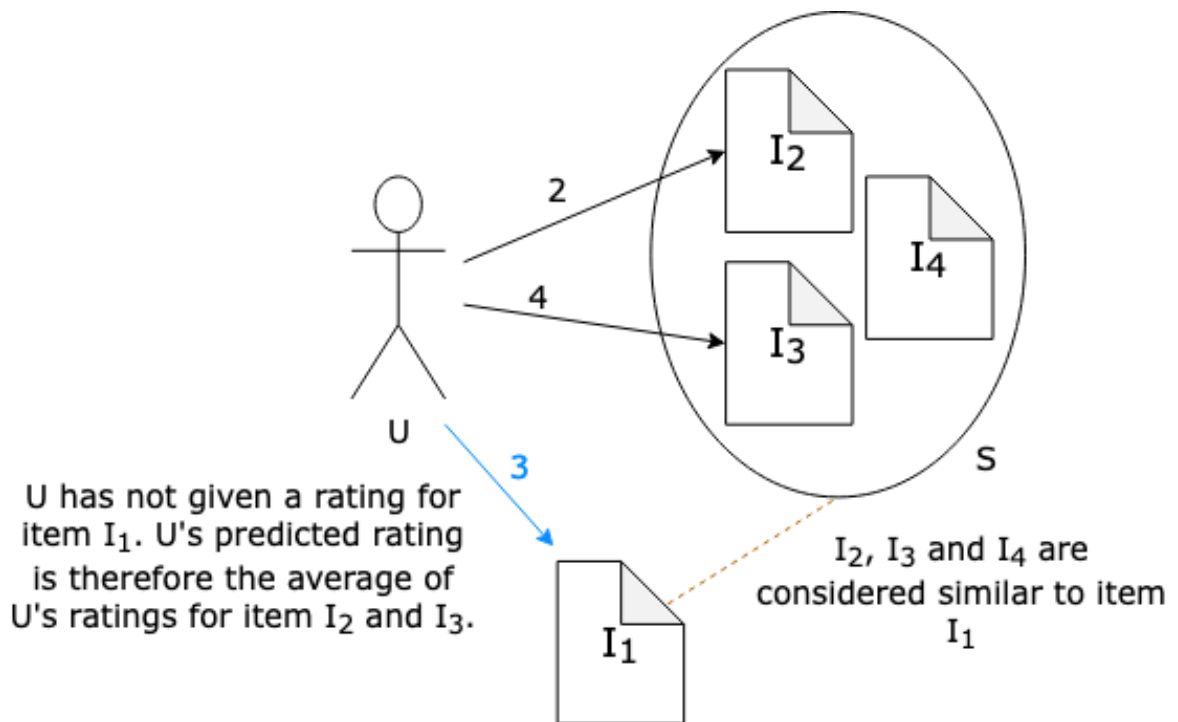 I2
2
I4
4
I3
U
S
3
U has not given a rating for
item I1. U's predicted rating
is therefore the average of
U's ratings for item I2 and I3.
I2, I3 and I4 are
considered similar to item
I1
I1